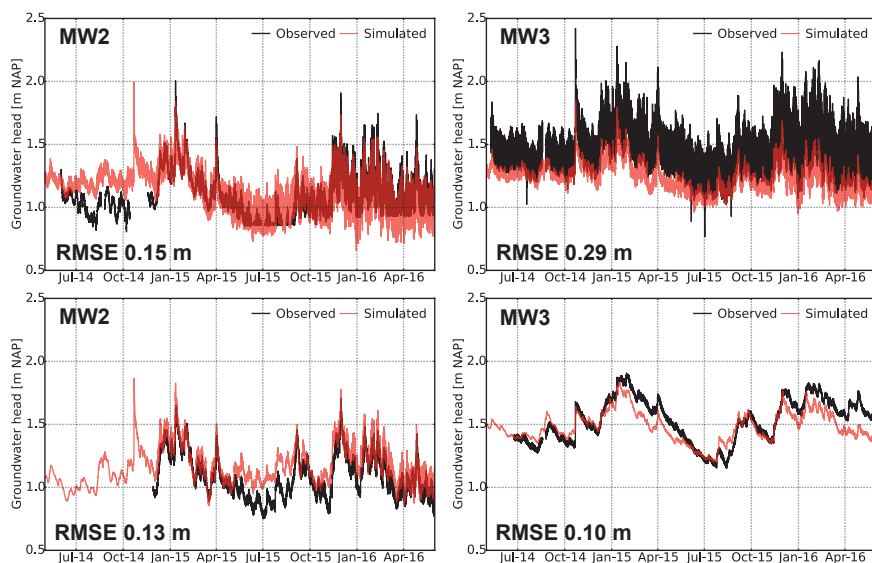 2.5
MW2
Observed
Simulated
2.0
1.5
1.0
0.5
Groundwater head [m NAP]
RMSE 0.15 m
Jul-14 Oct-14 Jan-15 Apr-15 Jul-15 Oct-15 Jan-16 Apr-16
2.5
MW3
Observed
Simulated
2.0
1.5
1.0
0.5
Groundwater head [m NAP]
RMSE 0.29 m
Jul-14 Oct-14 Jan-15 Apr-15 Jul-15 Oct-15 Jan-16 Apr-16
2.5
MW2
Observed
Simulated
2.0
1.5
1.0
0.5
Groundwater head [m NAP]
RMSE 0.13 m
Jul-14 Oct-14 Jan-15 Apr-15 Jul-15 Oct-15 Jan-16 Apr-16
2.5
MW3
Observed
Simulated
2.0
1.5
1.0
0.5
Groundwater head [m NAP]
RMSE 0.10 m
Jul-14 Oct-14 Jan-15 Apr-15 Jul-15 Oct-15 Jan-16 Apr-16